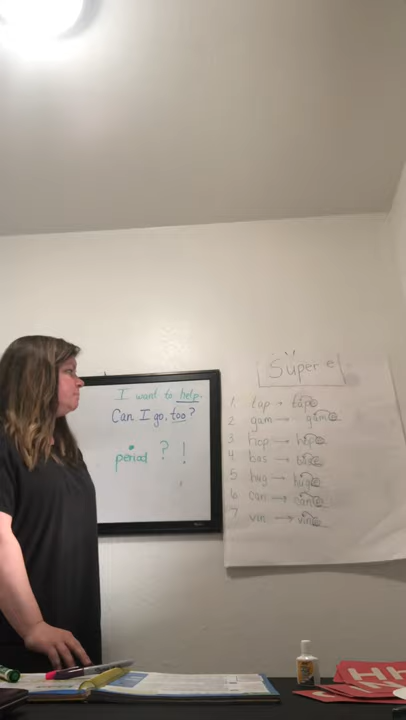 I want to help.
Can I go, too?
period . ? !
Super e
1. tap → tape
2. gam → game
3. hop → hope
4. bas → base
5 hug → huge
6 can → cane
7 vin → vine